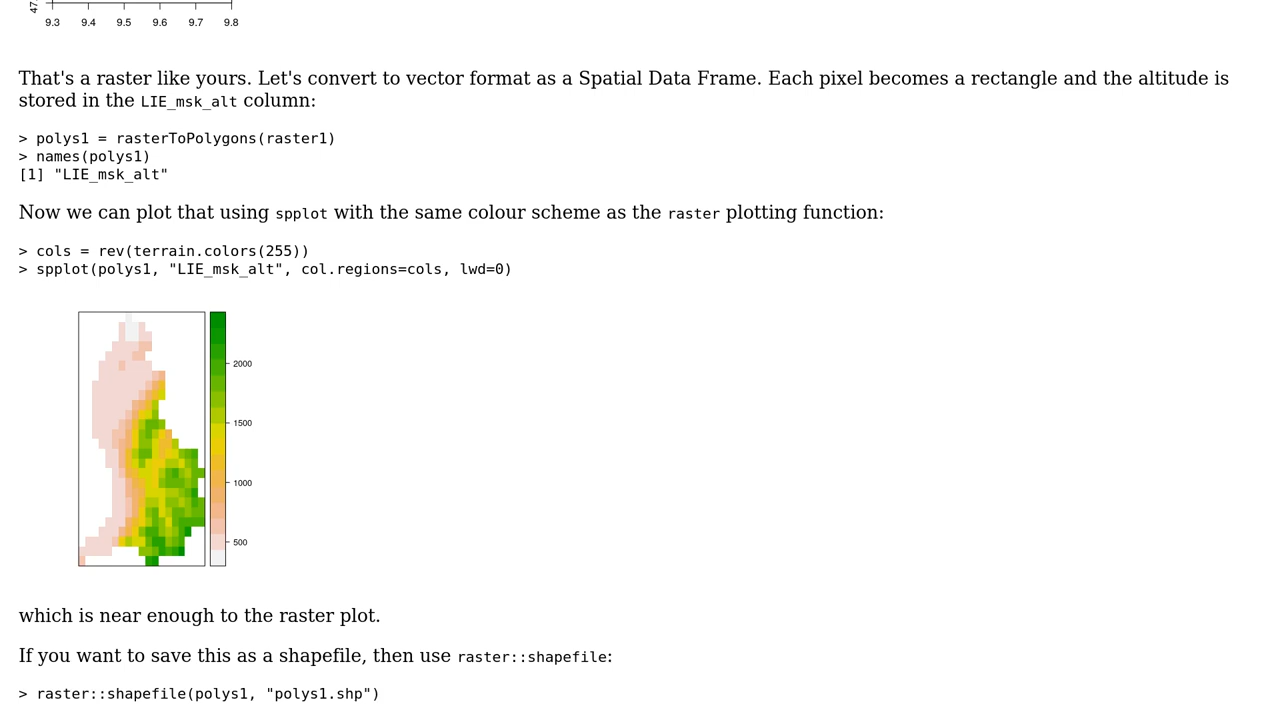 47.
9.3 9.4 9.5 9.6 9.7 9.8
That's a raster like yours. Let's convert to vector format as a Spatial Data Frame. Each pixel becomes a rectangle and the altitude is
stored in the LIE_msk_alt column:
> polys1 = rasterToPolygons(raster1)
> names(polys1)
[1] "LIE_msk_alt"
Now we can plot that using spplot with the same colour scheme as the raster plotting function:
> cols = rev(terrain.colors(255))
> spplot(polys1, "LIE_msk_alt", col.regions=cols, lwd=0)
2000
1500
1000
500
which is near enough to the raster plot.
If you want to save this as a shapefile, then use raster::shapefile:
> raster::shapefile(polys1, "polys1.shp")